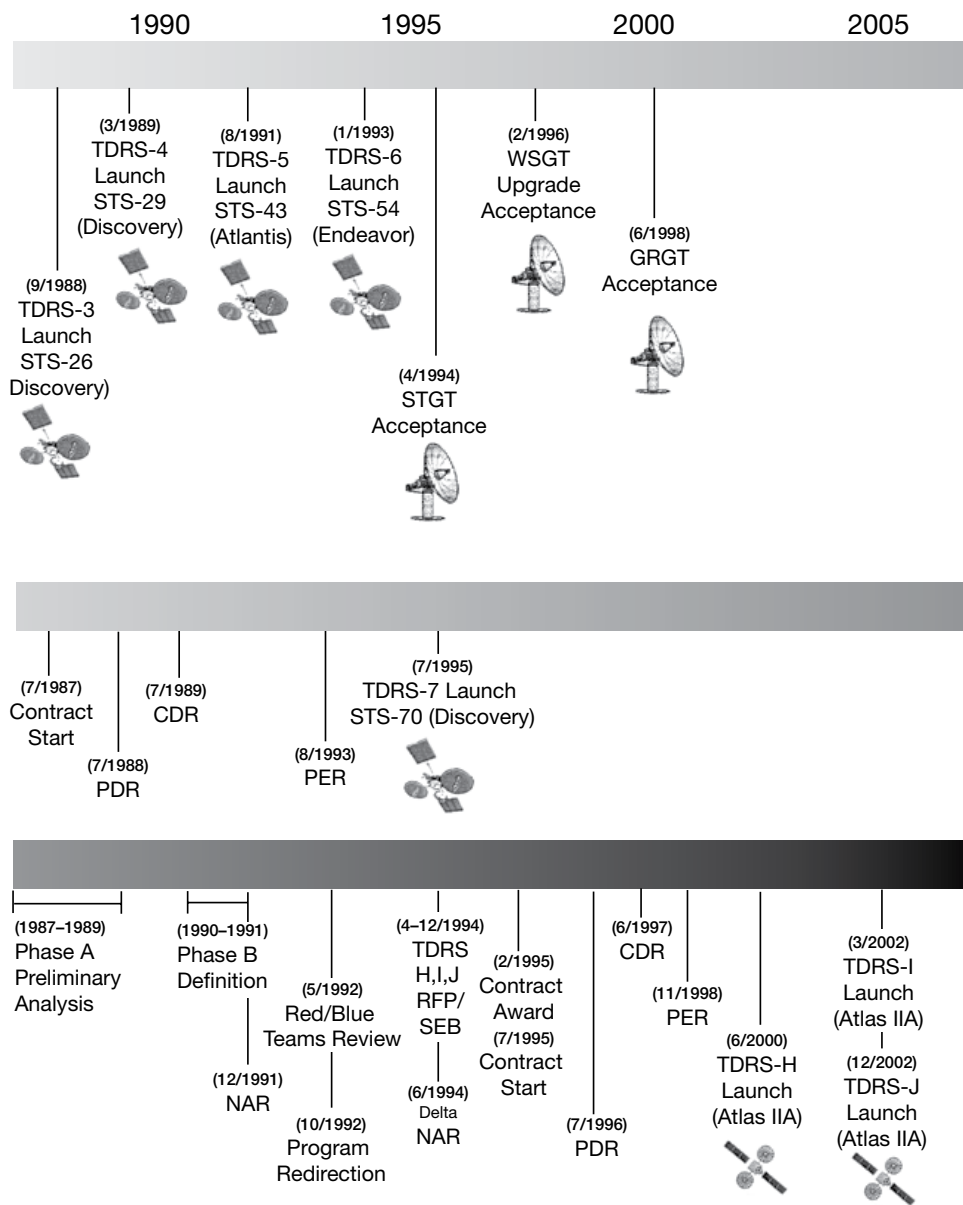 1990 1995 2000 2005
(3/1989)
TDRS-4
Launch
STS-29
(Discovery)
(8/1991)
TDRS-5
Launch
STS-43
(Atlantis)
(1/1993)
TDRS-6
Launch
STS-54
(Endeavor)
(2/1996)
WSGT
Upgrade
Acceptance
(6/1998)
GRGT
Acceptance
(9/1988)
TDRS-3
Launch
STS-26
Discovery)
(4/1994)
STGT
Acceptance
(7/1987)
Contract
Start
(7/1988)
PDR
(7/1989)
CDR
(8/1993)
PER
(7/1995)
TDRS-7 Launch
STS-70 (Discovery)
(1987–1989)
Phase A
Preliminary
Analysis
(1990–1991)
Phase B
Definition
(12/1991)
NAR
(5/1992)
Red/Blue
Teams Review
(10/1992)
Program
Redirection
(4–12/1994)
TDRS
H,I,J
RFP/
SEB
(6/1994)
Delta
NAR
(2/1995)
Contract
Award
(7/1995)
Contract
Start
(7/1996)
PDR
(6/1997)
CDR
(11/1998)
PER
(6/2000)
TDRS-H
Launch
(Atlas IIA)
(3/2002)
TDRS-I
Launch
(Atlas IIA)
(12/2002)
TDRS-J
Launch
(Atlas IIA)